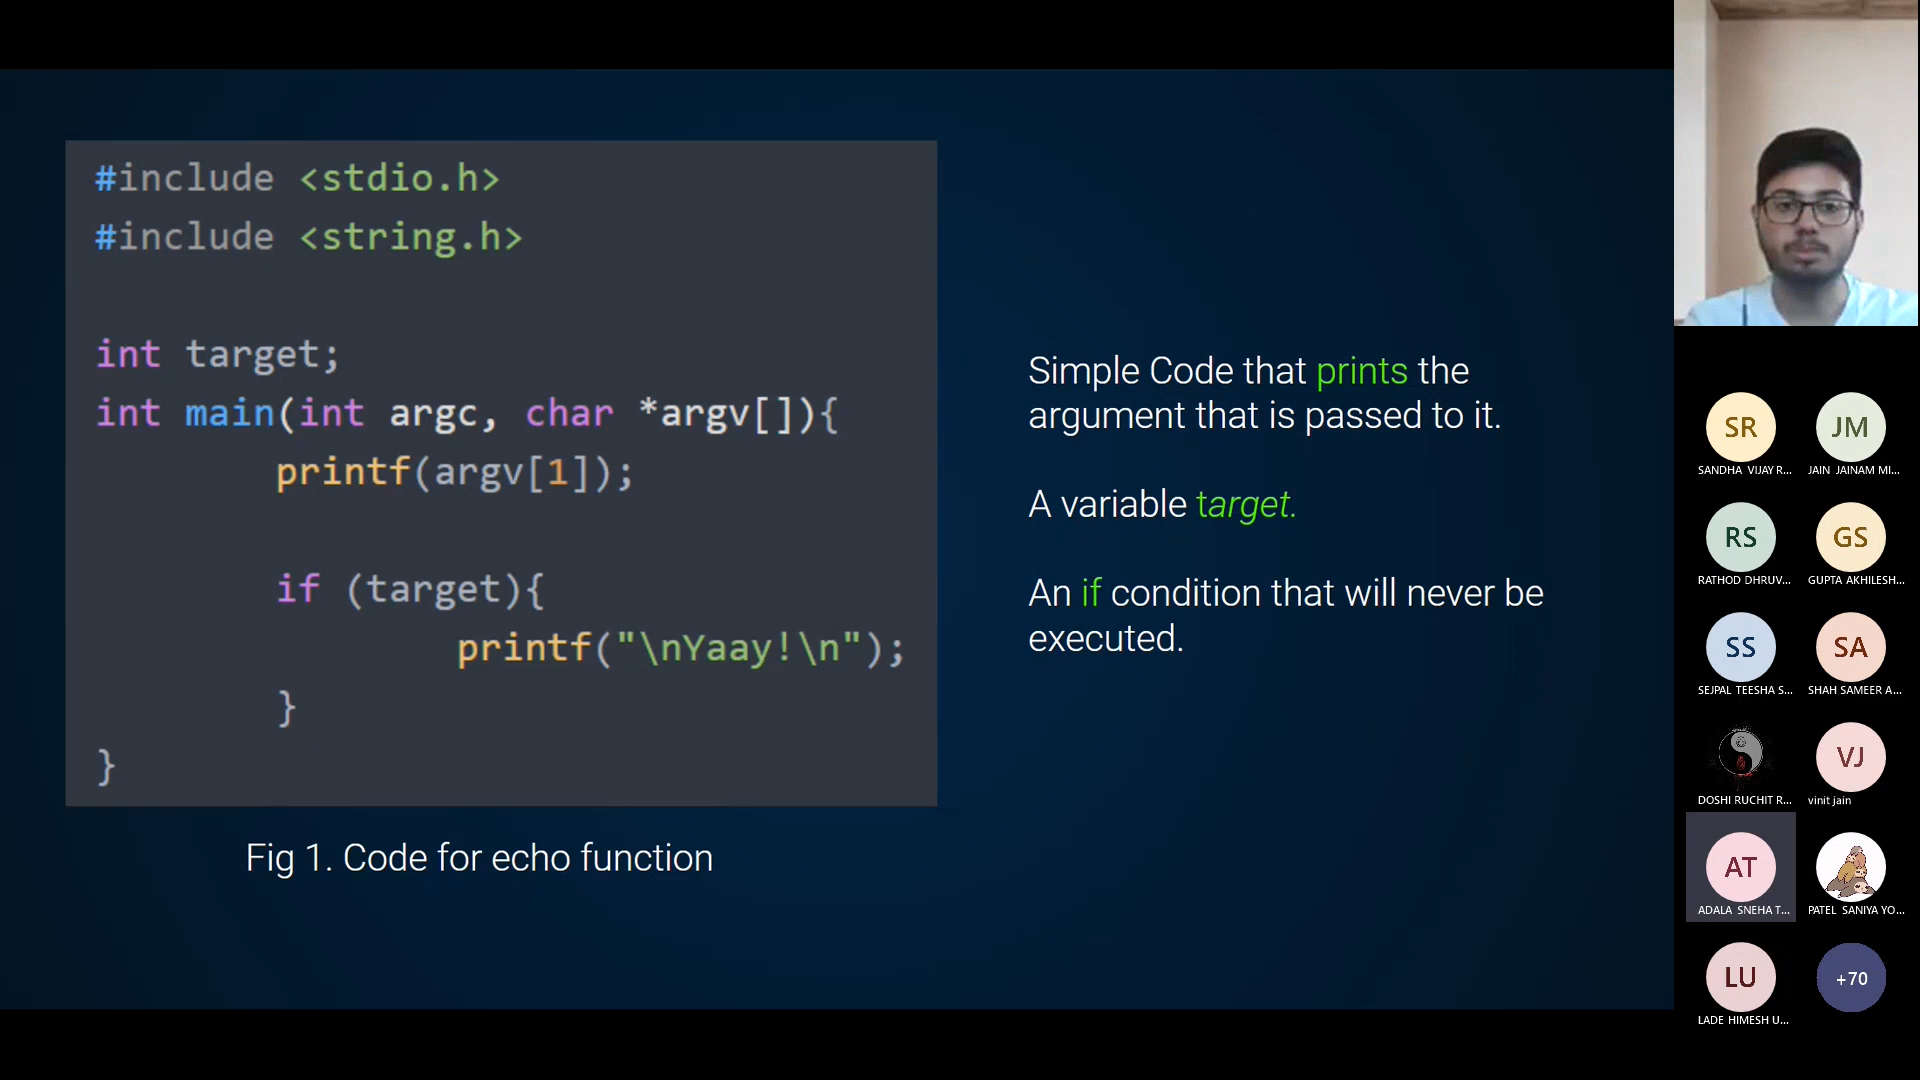 #include <stdio.h>
#include <string.h>
int target;
int main(int argc, char *argv[]){
printf(argv[1]);
if (target){
printf("\nYaay!\n");
}
}
Fig 1. Code for echo function
Simple Code that prints the
argument that is passed to it.
A variable target.
An if condition that will never be
executed.
SR
SANDHA VIJAY R...
JM
JAIN JAINAM MI...
RS
RATHOD DHRUV...
GS
GUPTA AKHILESH...
SS
SEJPAL TEESHA S...
SA
SHAH SAMEER A...
DOSHI RUCHIT R...
VJ
vinit jain
AT
ADALA SNEHA T...
PATEL SANIYA YO...
LU
LADE HIMESH U...
+70